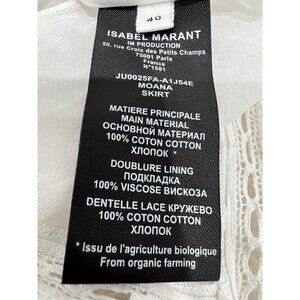 40
ISABEL MARANT
IM PRODUCTION
50, rue Croix des Petits Champs
75001 Paris
France
N°1501
JU0025FA-A1J54E
MOANA
SKIRT
MATIERE PRINCIPALE
MAIN MATERIAL
ОСНОВНОЙ МАТЕРИАЛ
100% COTON COTTON
ХЛОПОК *
DOUBLURE LINING
ПОДКЛАДКА
100% VISCOSE ВИСКОЗА
DENTELLE LACE КРУЖЕВО
100% COTON COTTON
ХЛОПОК
* Issu de l'agriculture biologique
From organic farming